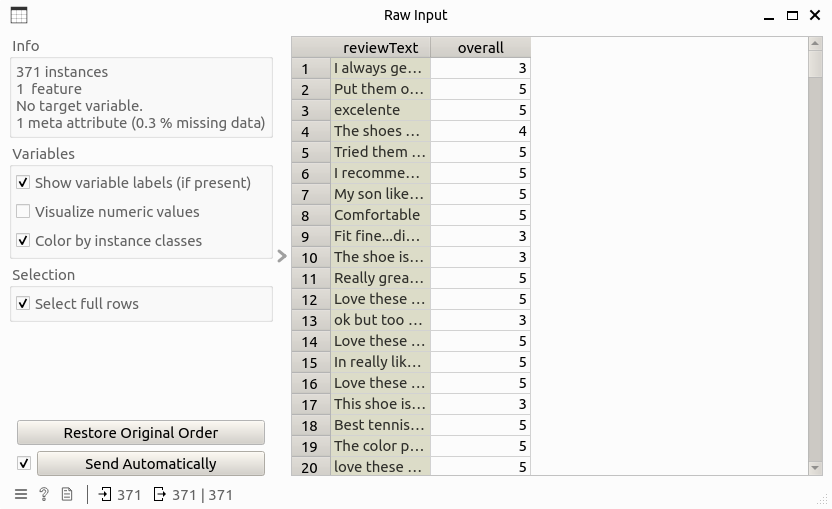 Raw Input
Info
371 instances
1 feature
No target variable.
1 meta attribute (0.3 % missing data)
Variables
Show variable labels (if present)
Visualize numeric values
Color by instance classes
Selection
Select full rows
Restore Original Order
Send Automatically
371 371 | 371
reviewText overall
1 I always ge... 3
2 Put them o... 5
3 excelente 5
4 The shoes ... 4
5 Tried them ... 5
6 I recomme... 5
7 My son like... 5
8 Comfortable 5
9 Fit fine...di... 3
10 The shoe is... 3
11 Really grea... 5
12 Love these ... 5
13 ok but too ... 3
14 Love these ... 5
15 In really lik... 5
16 Love these ... 5
17 This shoe is... 3
18 Best tennis... 5
19 The color p... 5
20 love these ... 5